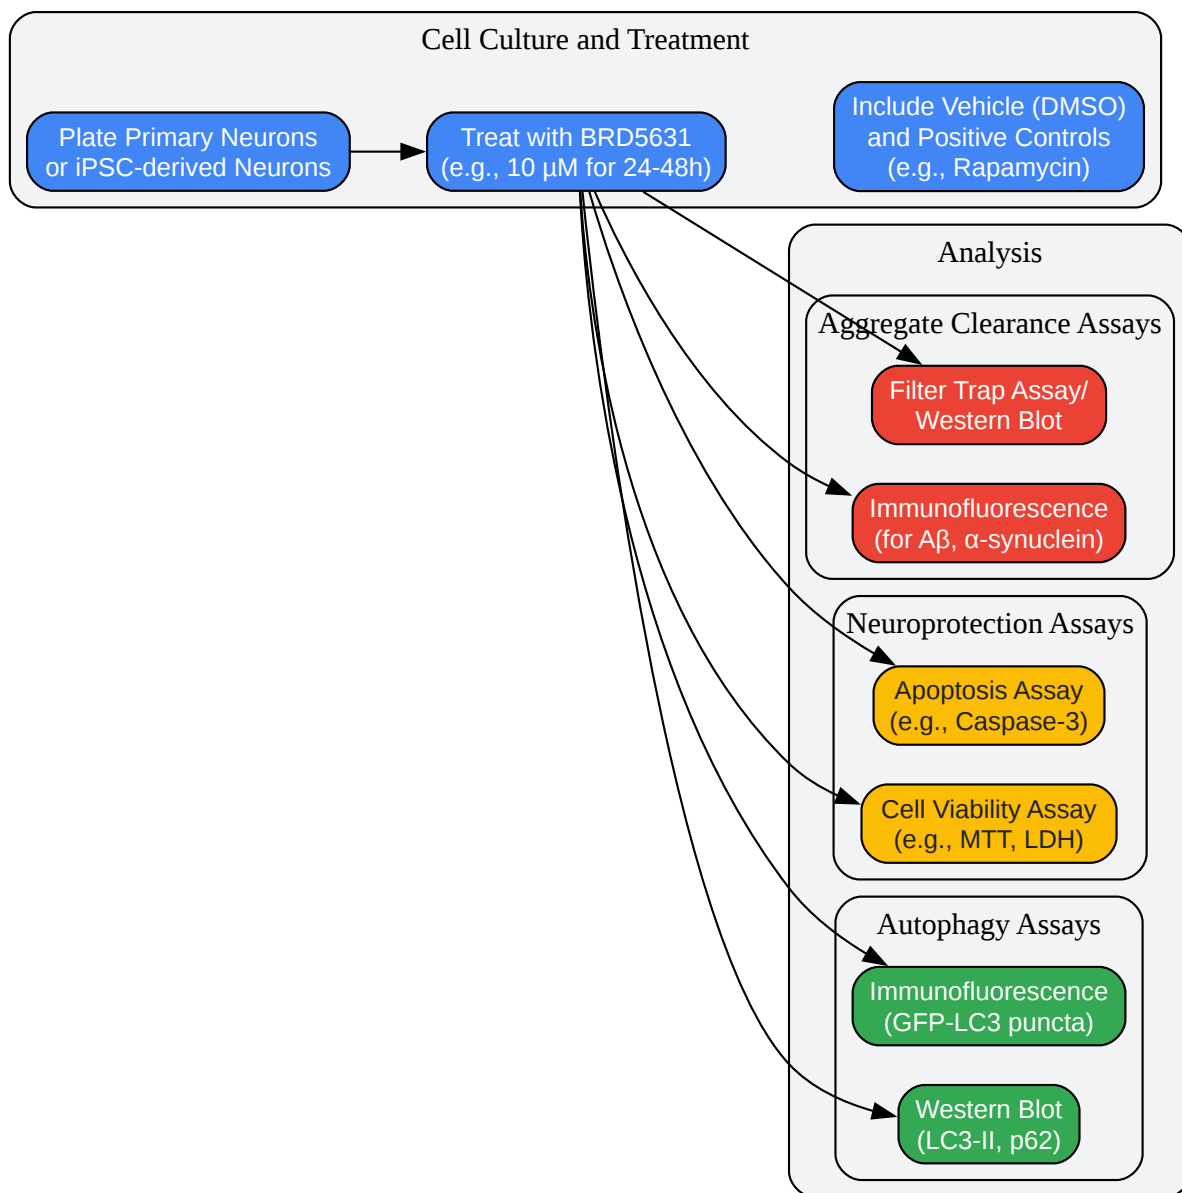 Cell Culture and Treatment
Plate Primary Neurons
or iPSC-derived Neurons
Treat with BRD5631
(e.g., 10 µM for 24-48h)
Include Vehicle (DMSO)
and Positive Controls
(e.g., Rapamycin)
Analysis
Aggregate Clearance Assays
Filter Trap Assay/
Western Blot
Immunofluorescence
(for Aβ, α-synuclein)
Neuroprotection Assays
Apoptosis Assay
(e.g., Caspase-3)
Cell Viability Assay
(e.g., MTT, LDH)
Autophagy Assays
Immunofluorescence
(GFP-LC3 puncta)
Western Blot
(LC3-II, p62)